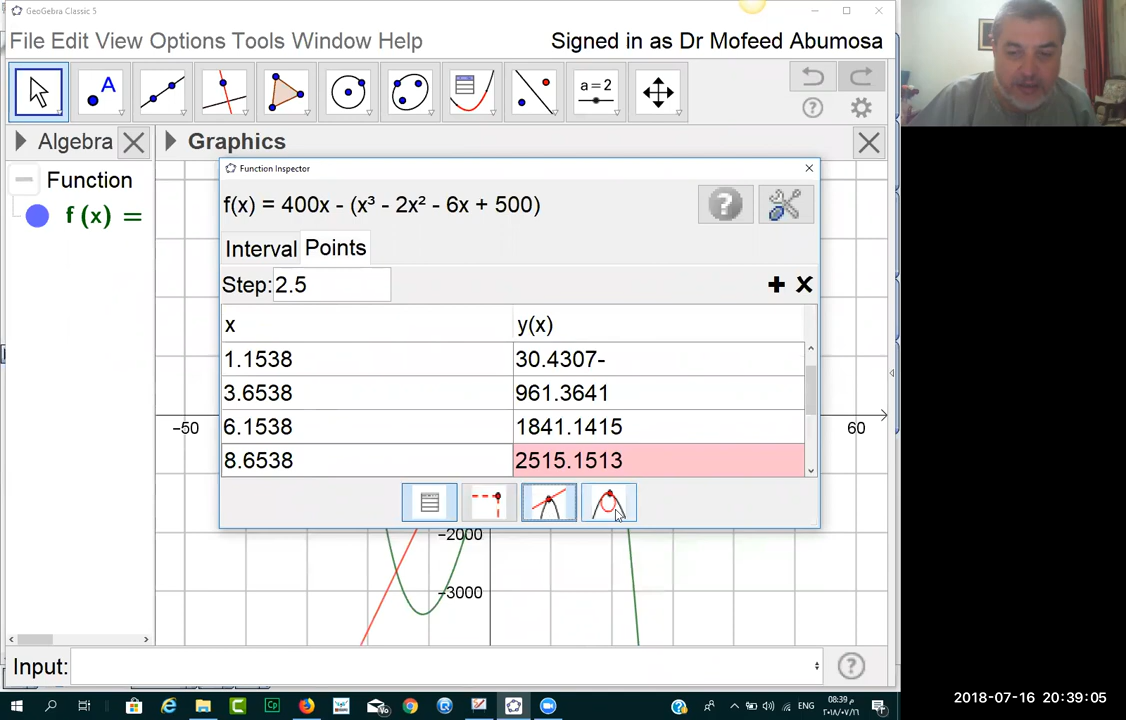 GeoGebra Classic 5
File Edit View Options Tools Window Help
Signed in as Dr Mofeed Abumosa
A
a=2
Algebra
Graphics
Function
f (x) =
Function Inspector
f(x) = 400x - (x³ - 2x² - 6x + 500)
Interval
Points
Step: 2.5
x
y(x)
1.1538
30.4307-
3.6538
961.3641
6.1538
1841.1415
8.6538
2515.1513
-50
60
-2000
-3000
Input:
ENG
08:39 م
٢٠١٨/٠٧/١٦
2018-07-16 20:39:05